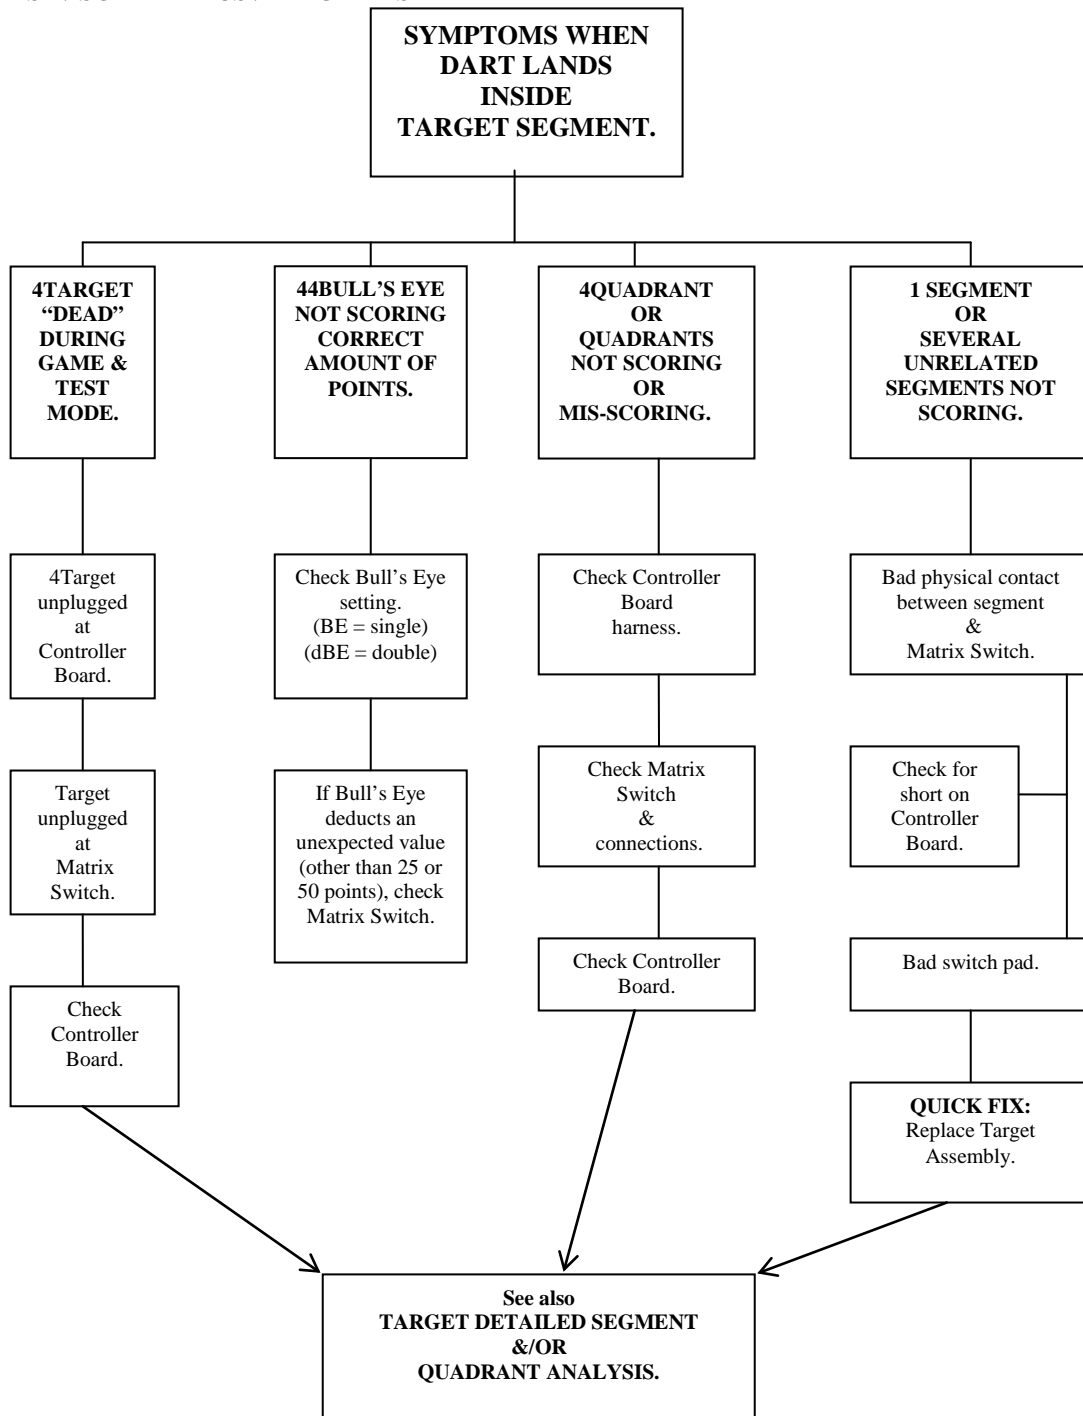 SYMPTOMS WHEN
DART LANDS
INSIDE
TARGET SEGMENT.
4TARGET
“DEAD”
DURING
GAME &
TEST
MODE.
44BULL’S EYE
NOT SCORING
CORRECT
AMOUNT OF
POINTS.
4QUADRANT
OR
QUADRANTS
NOT SCORING
OR
MIS-SCORING.
1 SEGMENT
OR
SEVERAL
UNRELATED
SEGMENTS NOT
SCORING.
4Target
unplugged
at
Controller
Board.
Check Bull’s Eye
setting.
(BE = single)
(dBE = double)
Check Controller
Board
harness.
Bad physical contact
between segment
&
Matrix Switch.
Target
unplugged
at
Matrix
Switch.
If Bull’s Eye
deducts an
unexpected value
(other than 25 or
50 points), check
Matrix Switch.
Check Matrix
Switch
&
connections.
Check for
short on
Controller
Board.
Check
Controller
Board.
Check Controller
Board.
Bad switch pad.
QUICK FIX:
Replace Target
Assembly.
See also
TARGET DETAILED SEGMENT
&/OR
QUADRANT ANALYSIS.